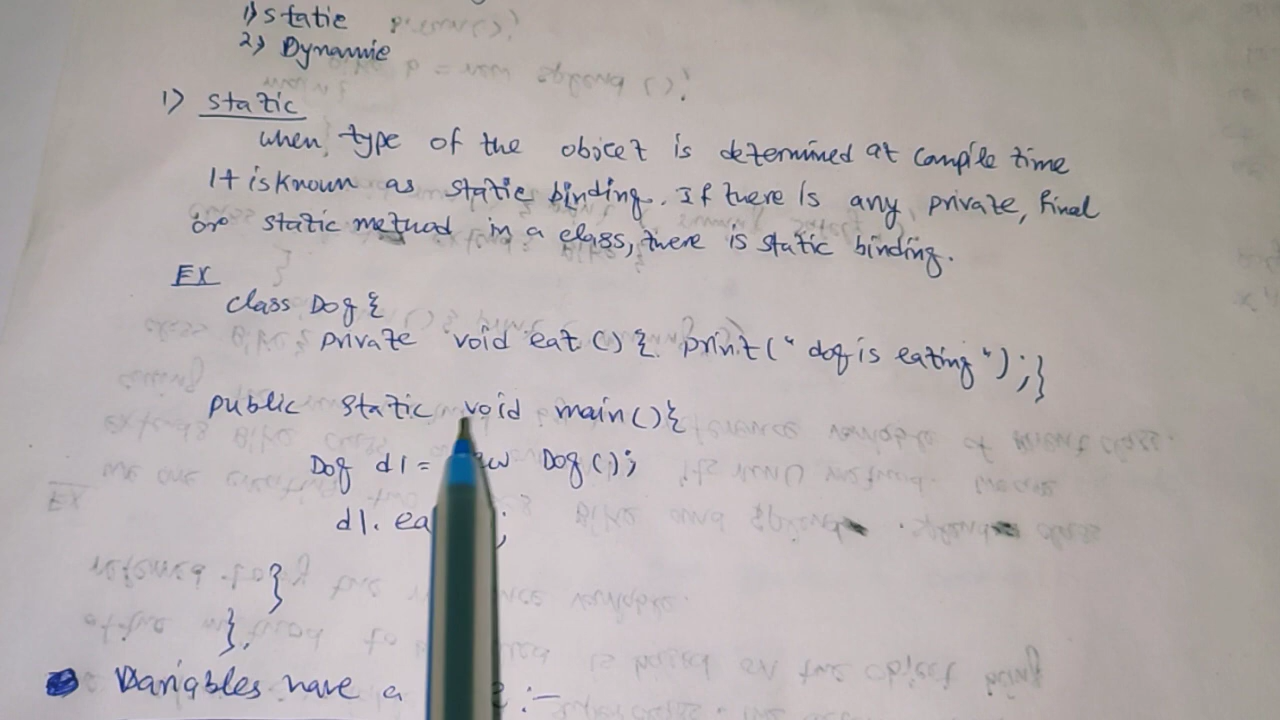 1) Static
2) Dynamic
1) Static
when type of the object is determined at compile time
It is known as static binding. If there is any private, final
or static method in a class, there is static binding.
EX
class Dog {
private void eat () { print (" dog is eating "); }
public static void main () {
Dog d1 = Dog ();
d1.
}
}
Variables have a :-